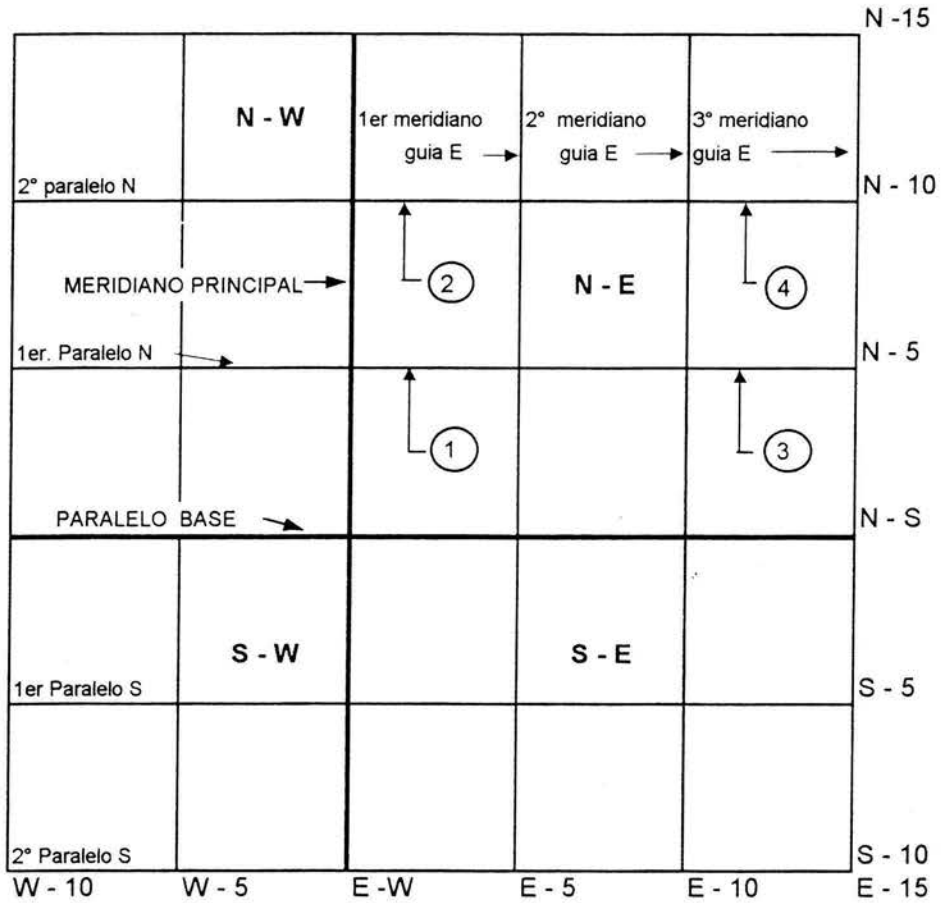 N -15
N - W
1er meridiano
guia E
2° meridiano
guia E
3° meridiano
guia E
2° paralelo N
N - 10
MERIDIANO PRINCIPAL
2
N - E
4
1er. Paralelo N
N - 5
1
3
PARALELO BASE
N - S
S - W
S - E
1er Paralelo S
S - 5
2° Paralelo S
S - 10
W - 10
W - 5
E -W
E - 5
E - 10
E - 15